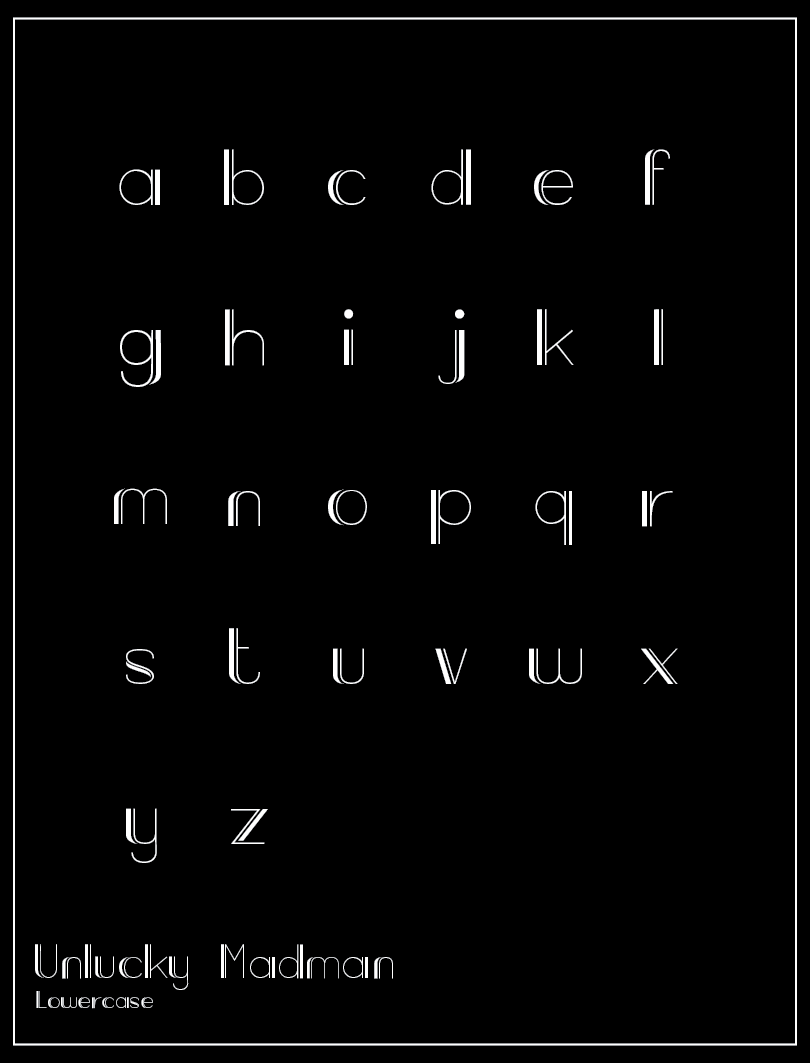 a b c d e f
g h i j k l
m n o p q r
s t u v w x
y z
Unlucky Madman
Lowercase